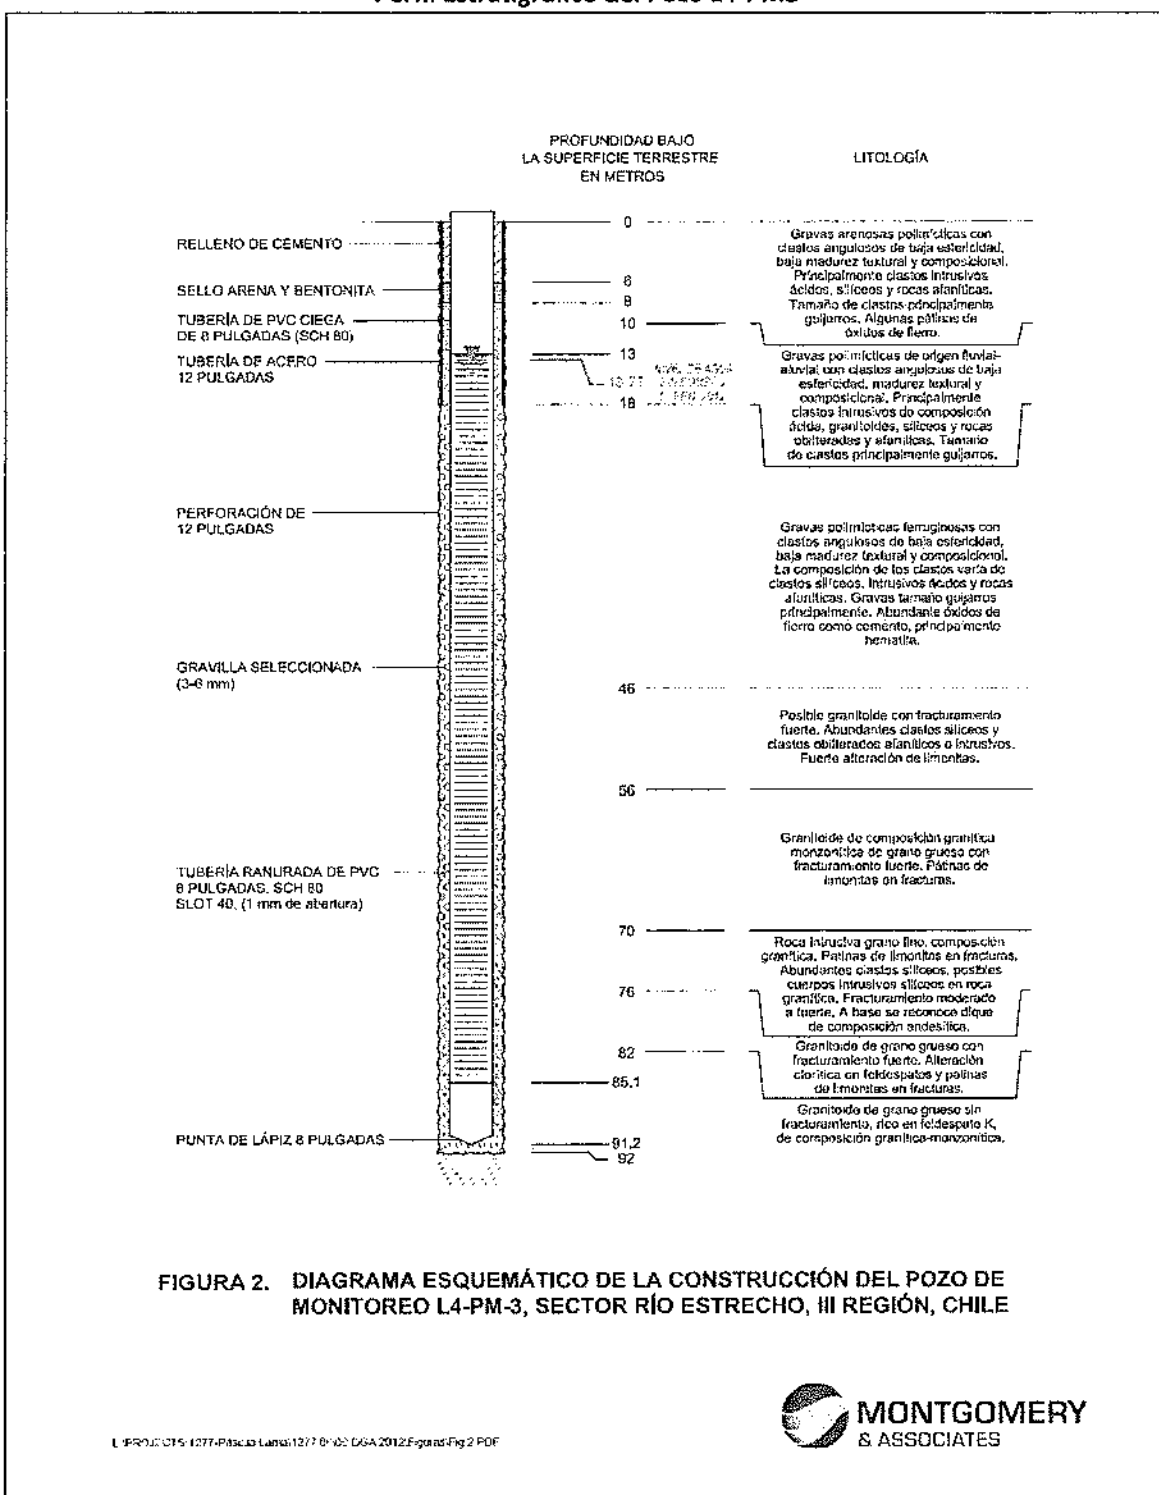 PROFUNDIDAD BAJO
LA SUPERFICIE TERRESTRE
EN METROS
LITOLOGÍA
RELLENO DE CEMENTO
SELLO ARENA Y BENTONITA
TUBERÍA DE PVC CIEGA
DE 8 PULGADAS (SCH 80)
TUBERÍA DE ACERO
12 PULGADAS
PERFORACIÓN DE
12 PULGADAS
GRAVILLA SELECCIONADA
(3-6 mm)
TUBERÍA RANURADA DE PVC
8 PULGADAS, SCH 80
SLOT 40, (1 mm de abertura)
PUNTA DE LÁPIZ 8 PULGADAS
0
6
8
10
13
18
46
56
70
76
82
85,1
91,2
92
Gravas arenosas polimícticas con
clastos angulosos de baja esfericidad,
baja madurez textural y composicional.
Principalmente clastos intrusivos
ácidos, silíceos y rocas afaníticas.
Tamaño de clastos principalmente
guijarros. Algunas pátinas de
óxidos de fierro.
Gravas polimícticas de origen fluvial-
aluvial con clastos angulosos de baja
esfericidad, madurez textural y
composicional. Principalmente
clastos intrusivos de composición
ácida, granitoides, silíceos y rocas
obliteradas y afaníticas. Tamaño
de clastos principalmente guijarros.
Gravas polimícticas ferruginosas con
clastos angulosos de baja esfericidad,
baja madurez textural y composicional.
La composición de los clastos varía de
clastos silíceos, intrusivos ácidos y rocas
afaníticas. Gravas tamaño guijarros
principalmente. Abundante óxidos de
fierro como cemento, principalmente
hematita.
Posible granitoide con fracturamiento
fuerte. Abundantes clastos silíceos y
clastos obliterados afaníticos o intrusivos.
Fuerte alteración de limonitas.
Granitoide de composición granítica
monzonítica de grano grueso con
fracturamiento fuerte. Pátinas de
limonitas en fracturas.
Roca intrusiva grano fino, composición
granítica. Patinas de limonitas en fracturas.
Abundantes clastos silíceos, posibles
cuerpos intrusivos silíceos en roca
granítica. Fracturamiento moderado
a fuerte. A base se reconoce dique
de composición andesítica.
Granitoide de grano grueso con
fracturamiento fuerte. Alteración
clorítica en feldespatos y patinas
de limonitas en fracturas.
Granitoide de grano grueso sin
fracturamiento, rico en feldespato K,
de composición granítica-monzonítica.
FIGURA 2. DIAGRAMA ESQUEMÁTICO DE LA CONSTRUCCIÓN DEL POZO DE
MONITOREO L4-PM-3, SECTOR RÍO ESTRECHO, III REGIÓN, CHILE
MONTGOMERY
& ASSOCIATES